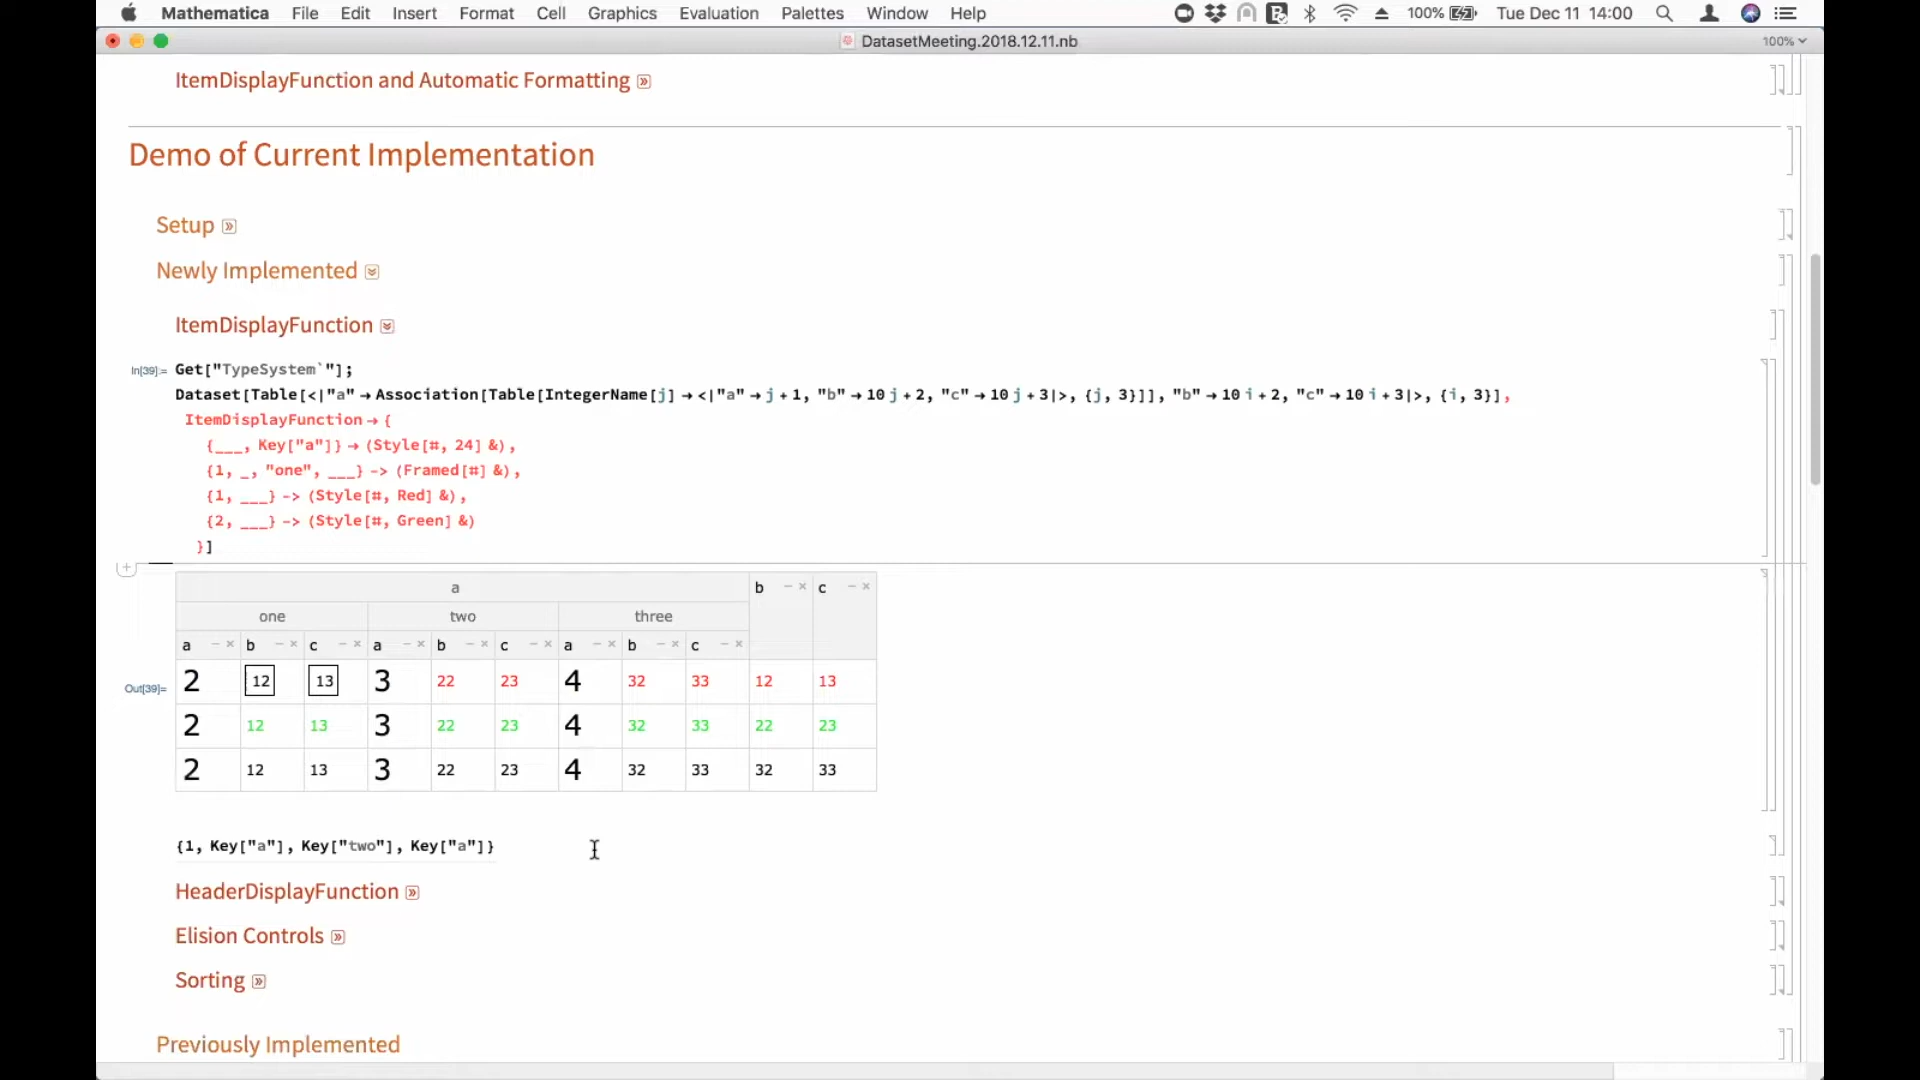 Mathematica File Edit Insert Format Cell Graphics Evaluation Palettes Window Help 100% Tue Dec 11 14:00
DatasetMeeting.2018.12.11.nb 100%
ItemDisplayFunction and Automatic Formatting
Demo of Current Implementation
Setup
Newly Implemented
ItemDisplayFunction
In[39]:= Get["TypeSystem`"];
Dataset[Table[<|"a"→Association[Table[IntegerName[j]→<|"a"→j+1, "b"→10 j+2, "c"→10 j+3|>, {j, 3}]], "b"→10 i+2, "c"→10 i+3|>, {i, 3}],
ItemDisplayFunction→{
{___, Key["a"]}→(Style[#, 24] &),
{1, _, "one", ___} -> (Framed[#] &),
{1, ___} -> (Style[#, Red] &),
{2, ___} -> (Style[#, Green] &)
}]
a b c
one two three
a b c a b c a b c
Out[39]= 2 12 13 3 22 23 4 32 33 12 13
2 12 13 3 22 23 4 32 33 22 23
2 12 13 3 22 23 4 32 33 32 33
{1, Key["a"], Key["two"], Key["a"]}
HeaderDisplayFunction
Elision Controls
Sorting
Previously Implemented